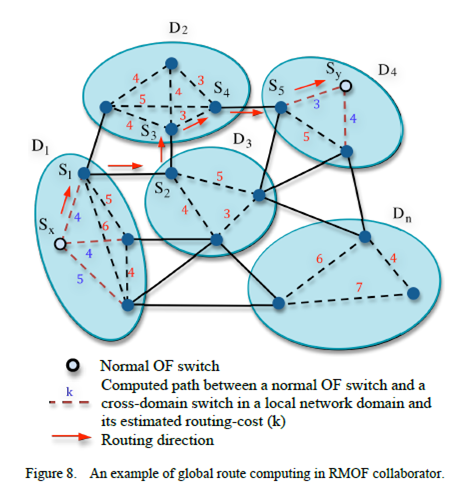 D2
D4
Sy
4
3
4
S4
S5
5
3
4
3
4
S3
5
D3
D1
S1
S2
5
Sx
4
5
4
3
Dn
6
4
4
6
4
5
7
Normal OF switch
k
Computed path between a normal OF switch and a
cross-domain switch in a local network domain and
its estimated routing-cost (k)
Routing direction
Figure 8. An example of global route computing in RMOF collaborator.